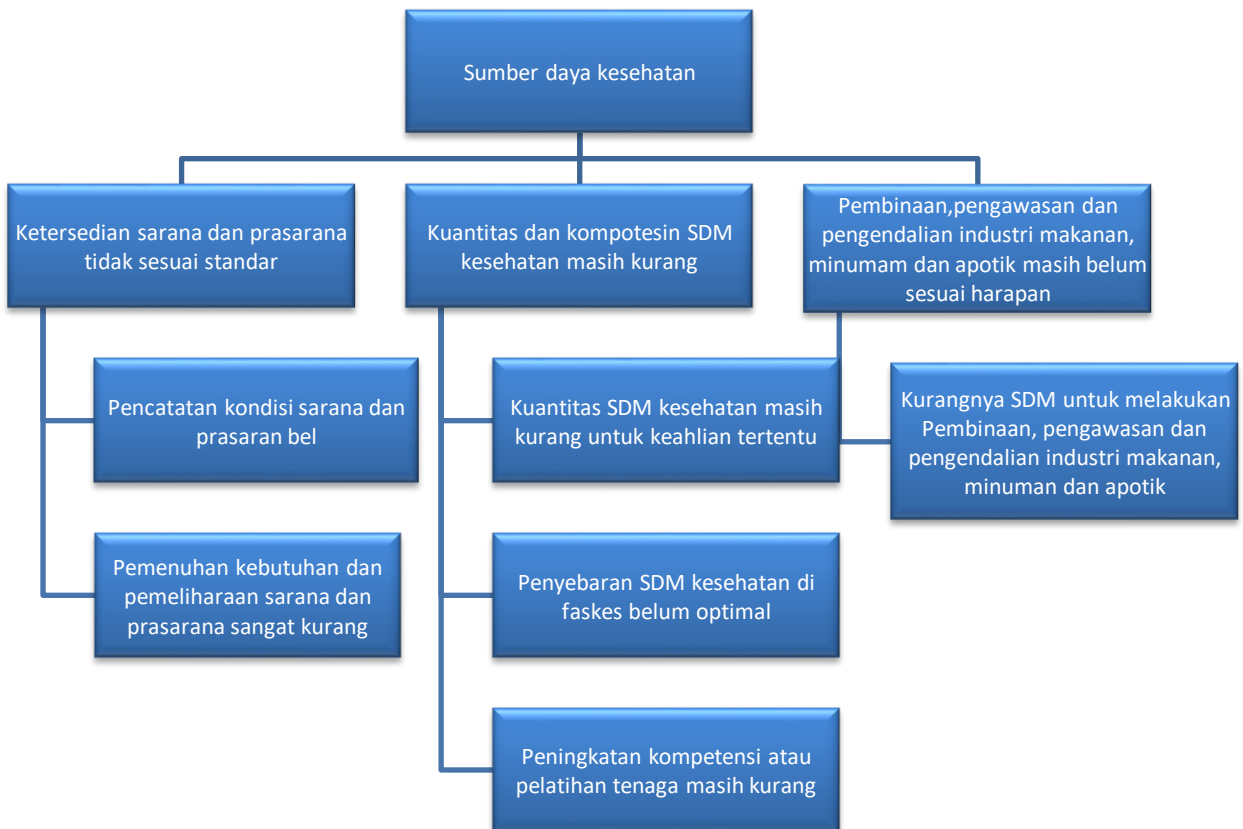 Sumber daya kesehatan
Ketersedian sarana dan prasarana
tidak sesuai standar
Kuantitas dan kompotesin SDM
kesehatan masih kurang
Pembinaan,pengawasan dan
pengendalian industri makanan,
minumam dan apotik masih belum
sesuai harapan
Pencatatan kondisi sarana dan
prasaran bel
Kuantitas SDM kesehatan masih
kurang untuk keahlian tertentu
Kurangnya SDM untuk melakukan
Pembinaan, pengawasan dan
pengendalian industri makanan,
minuman dan apotik
Pemenuhan kebutuhan dan
pemeliharaan sarana dan
prasarana sangat kurang
Penyebaran SDM kesehatan di
faskes belum optimal
Peningkatan kompetensi atau
pelatihan tenaga masih kurang